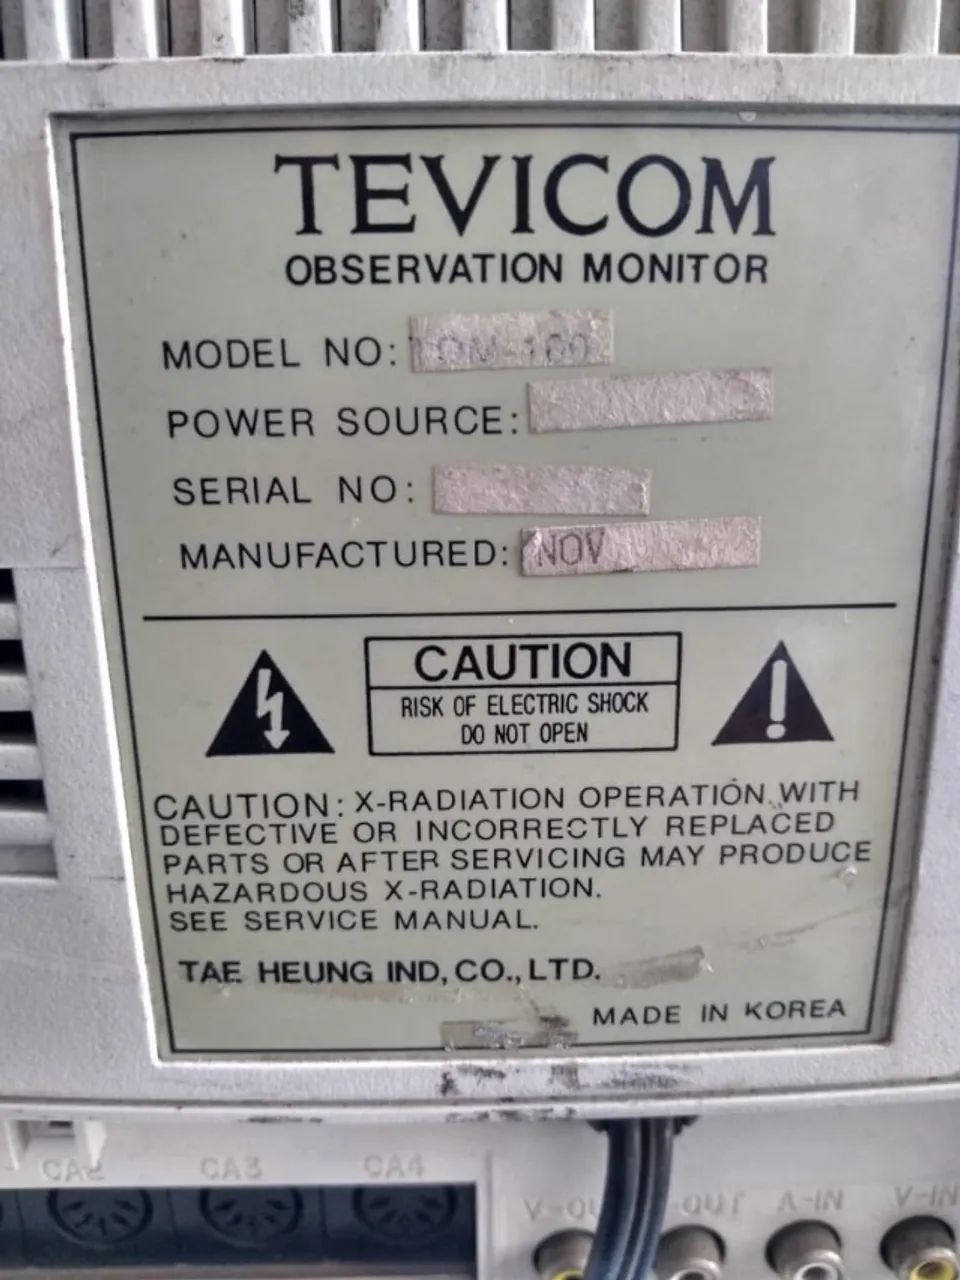 TEVICOM
OBSERVATION MONITOR
MODEL NO:
POWER SOURCE:
SERIAL NO:
MANUFACTURED: NOV
CAUTION
RISK OF ELECTRIC SHOCK
DO NOT OPEN
CAUTION: X-RADIATION OPERATION WITH
DEFECTIVE OR INCORRECTLY REPLACED
PARTS OR AFTER SERVICING MAY PRODUCE
HAZARDOUS X-RADIATION.
SEE SERVICE MANUAL.
TAE HEUNG IND, CO., LTD.
MADE IN KOREA
CA2 CA3 CA4
A-IN V-IN